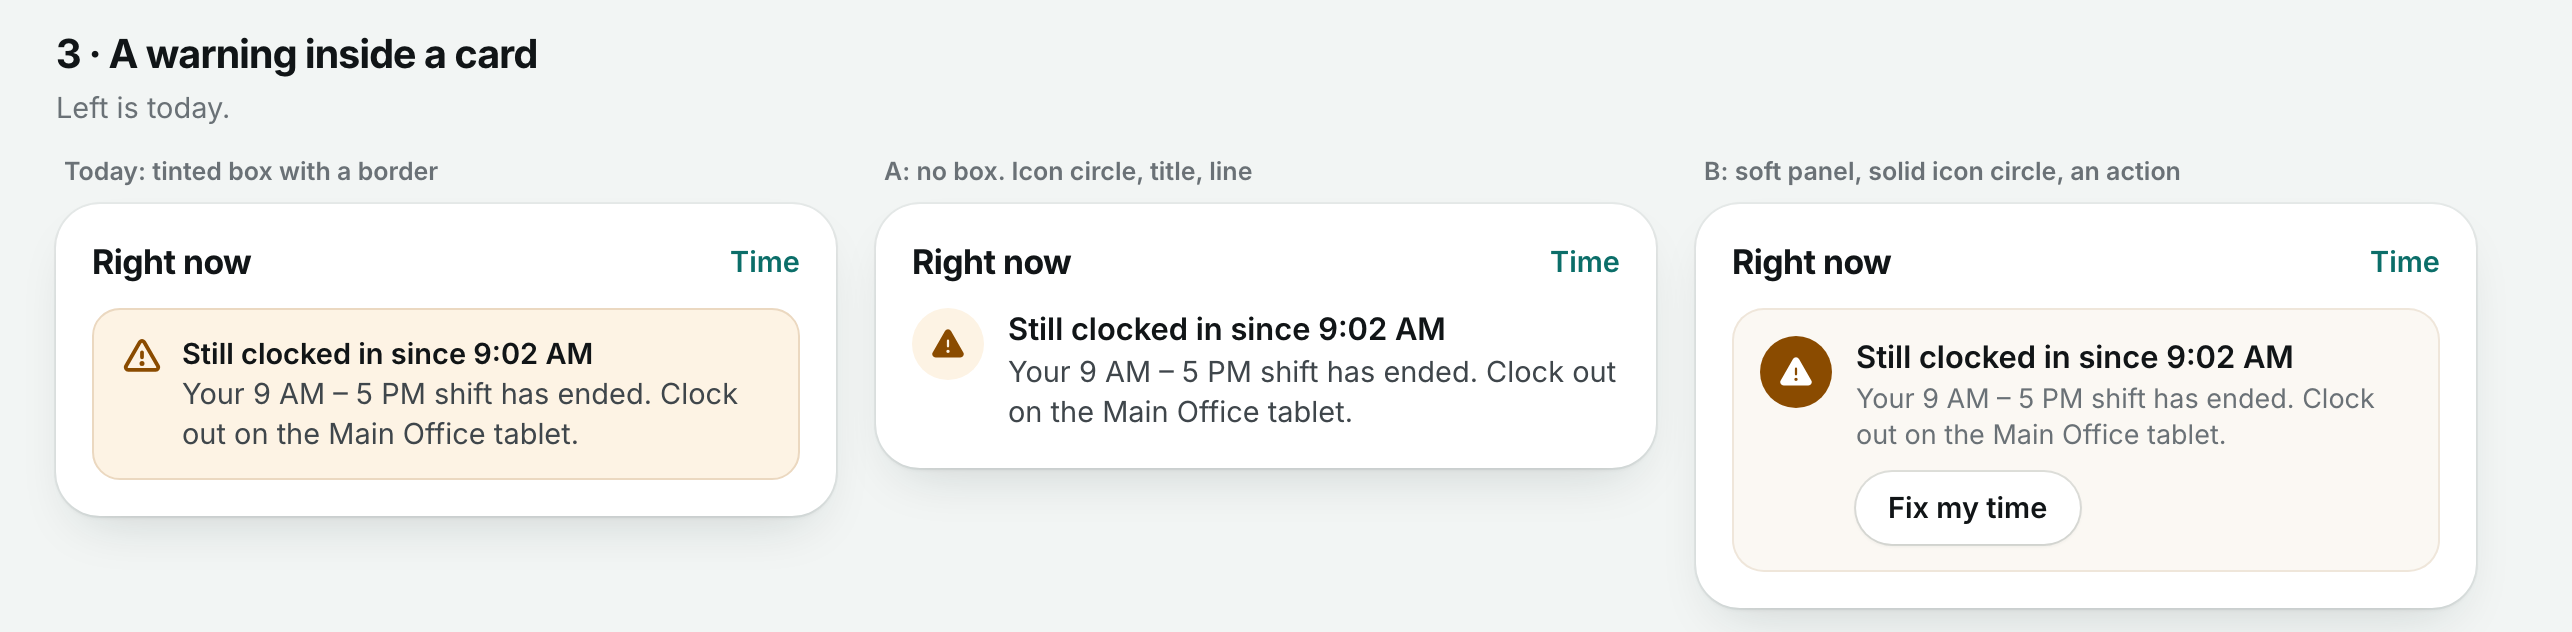 3 · A warning inside a card
Left is today.
Today: tinted box with a border
Right now
Time
Still clocked in since 9:02 AM
Your 9 AM – 5 PM shift has ended. Clock
out on the Main Office tablet.
A: no box. Icon circle, title, line
Right now
Time
Still clocked in since 9:02 AM
Your 9 AM – 5 PM shift has ended. Clock out
on the Main Office tablet.
B: soft panel, solid icon circle, an action
Right now
Time
Still clocked in since 9:02 AM
Your 9 AM – 5 PM shift has ended. Clock
out on the Main Office tablet.
Fix my time